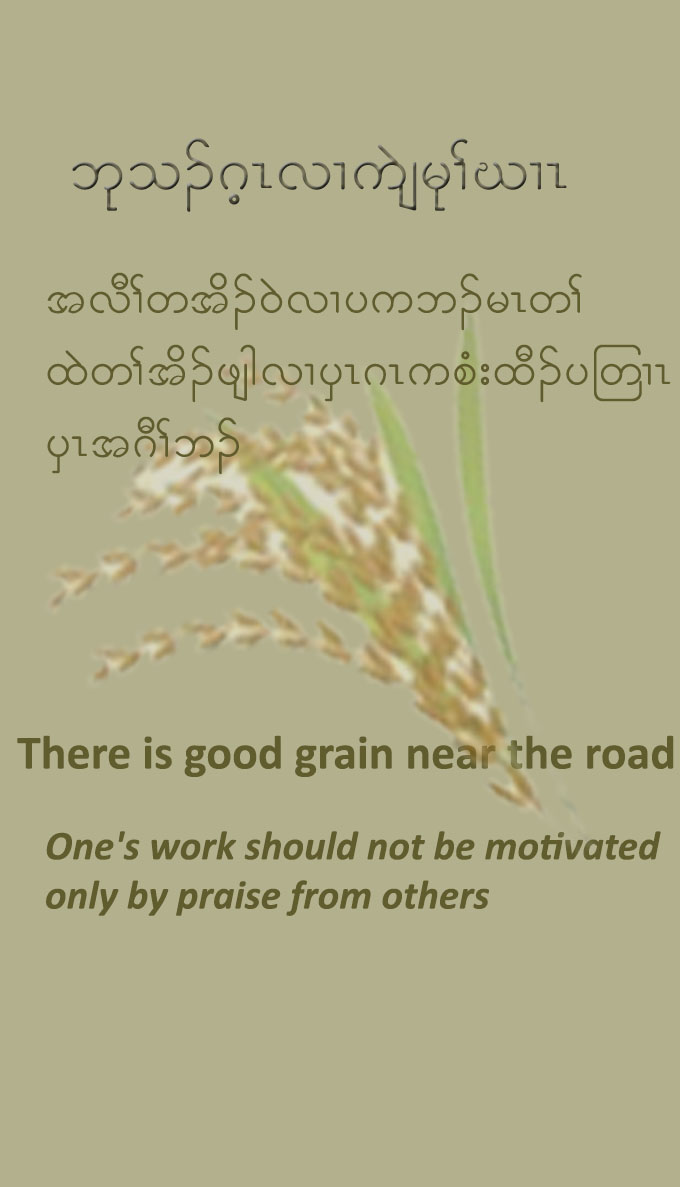 ဘုသၣ်ဂ့ၤလၢကျဲမုၢ်ဃၢၤ
အလီၢ်တအိၣ်ဝဲလၢပကဘၣ်မၤတၢ်
ထဲတၢ်အိၣ်ဖျါလၢပှၤဂၤကစံးထီၣ်ပတြၢၤ
ပှၤအဂီၢ်ဘၣ်
There is good grain near the road
One's work should not be motivated
only by praise from others